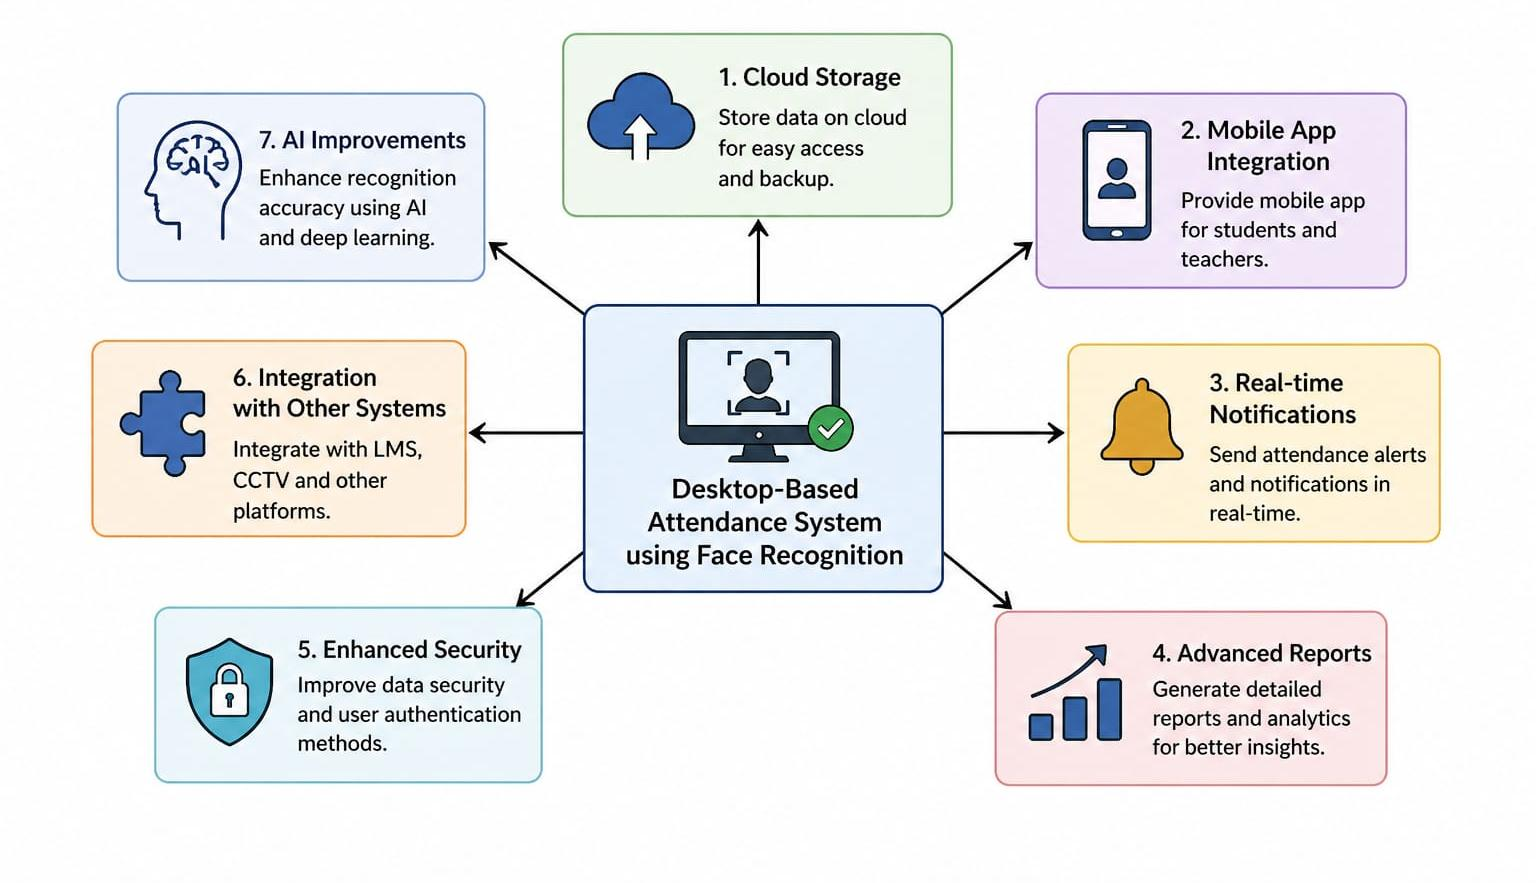 1. Cloud Storage
Store data on cloud
for easy access
and backup.
2. Mobile App
Integration
Provide mobile app
for students and
teachers.
3. Real-time
Notifications
Send attendance alerts
and notifications in
real-time.
4. Advanced Reports
Generate detailed
reports and analytics
for better insights.
5. Enhanced Security
Improve data security
and user authentication
methods.
6. Integration
with Other Systems
Integrate with LMS,
CCTV and other
platforms.
7. AI Improvements
Enhance recognition
accuracy using AI
and deep learning.
Desktop-Based
Attendance System
using Face Recognition